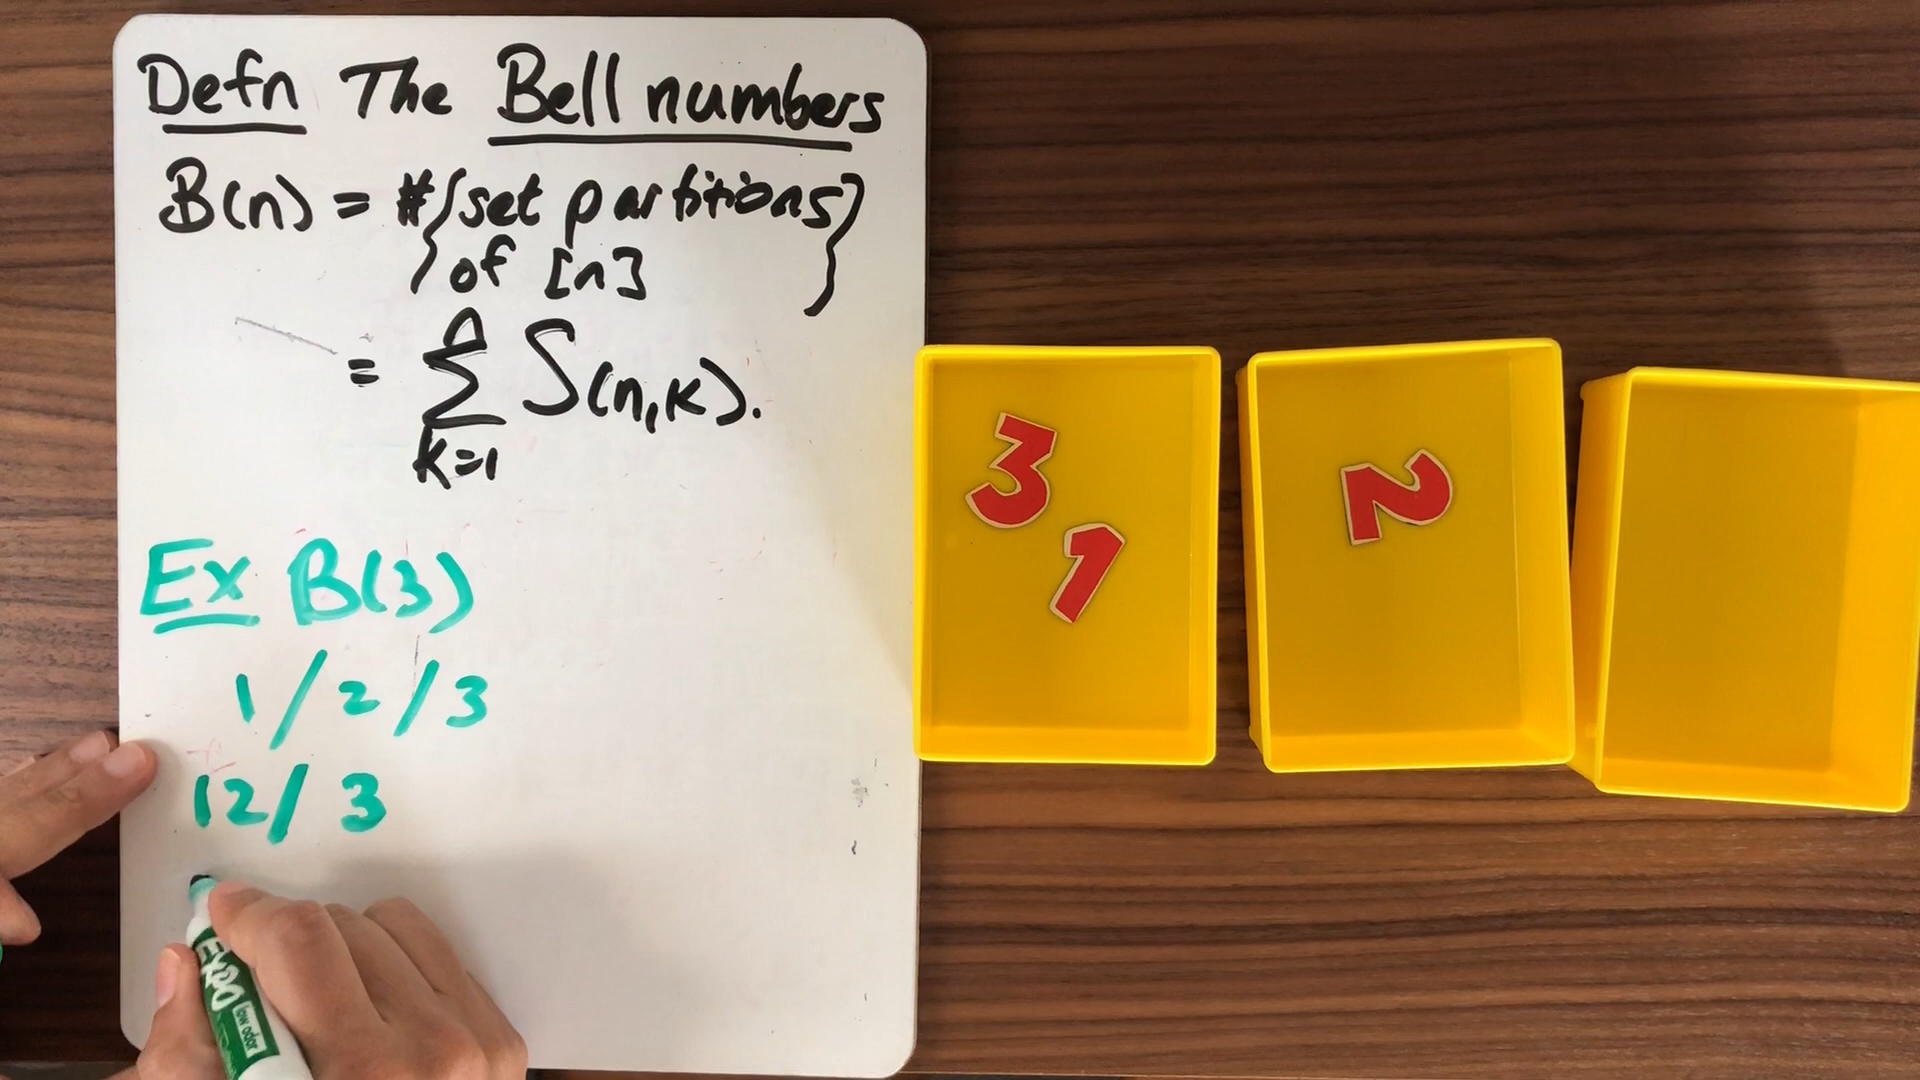 Defn The Bell numbers
B(n) = #{set partitions
of [n]}
= n∑k=1 S(n,k).
Ex B(3)
1/2/3
12/3
EXPO
low odor
3
1
2